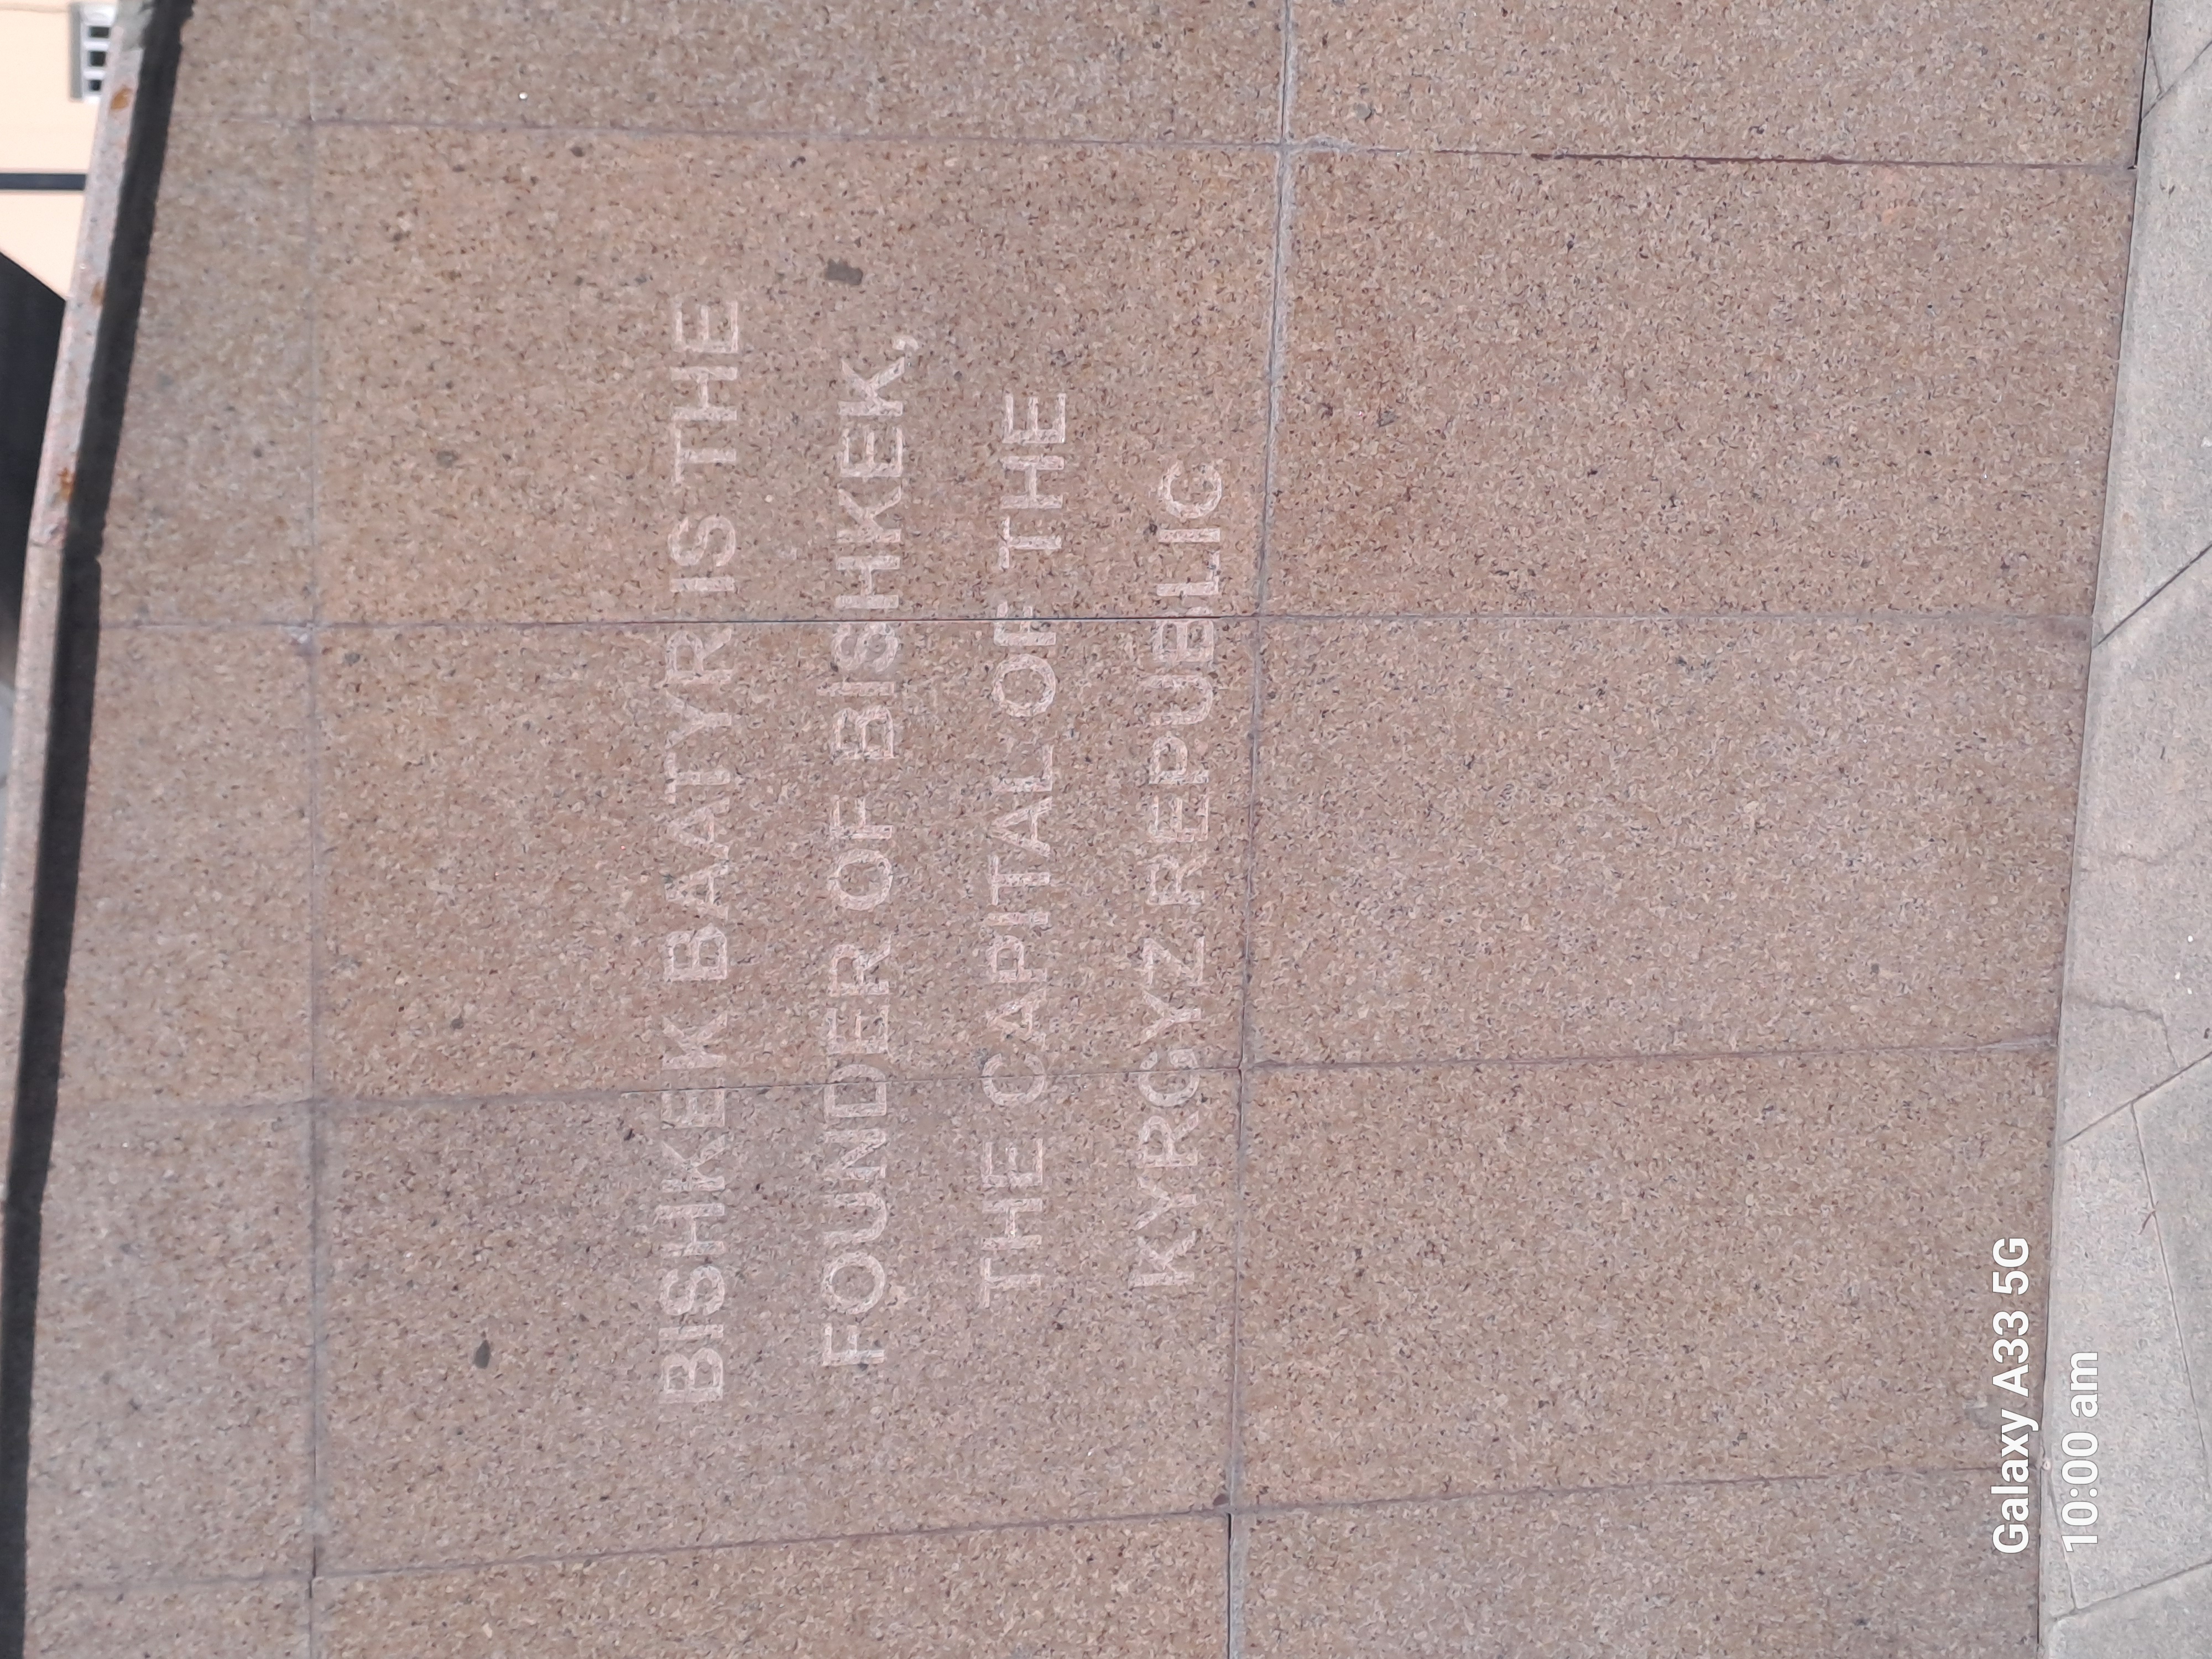 BISHKEK BAATYR IS THE
FOUNDER OF BISHKEK,
THE CAPITAL OF THE
KYRGYZ REPUBLIC
Galaxy A33 5G
10:00 am